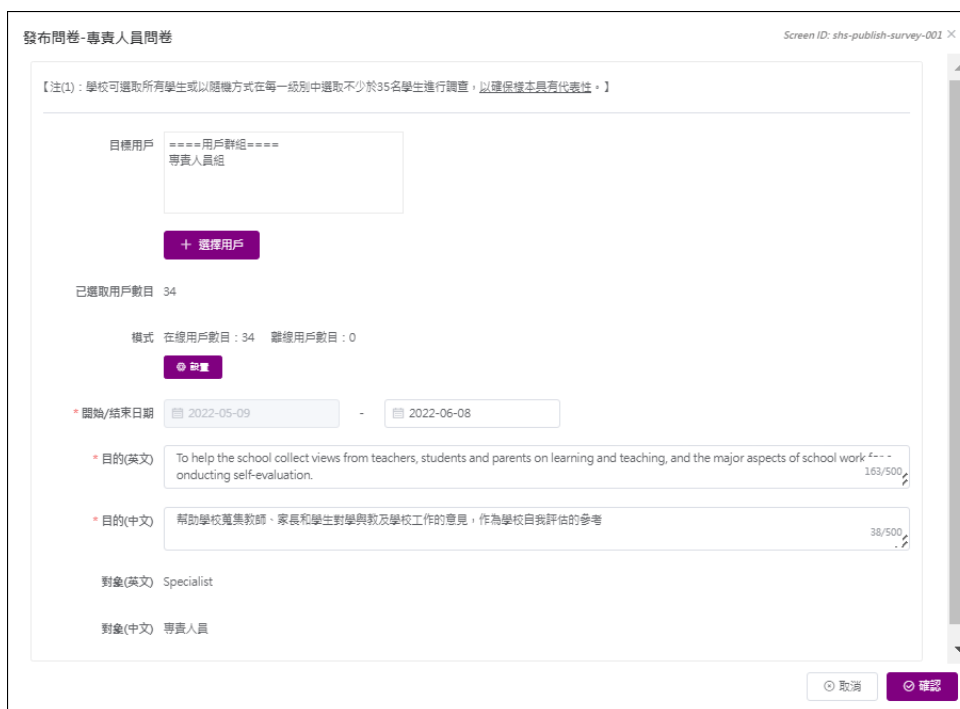 發布問卷-專責人員問卷
Screen ID: shs-publish-survey-001
【注(1)：學校可選取所有學生或以隨機方式在每一級別中選取不少於35名學生進行調查，以確保樣本具有代表性。】
目標用戶
====用戶群組====
專責人員組
選擇用戶
已選取用戶數目 34
模式 在線用戶數目：34 離線用戶數目：0
設置
* 開始/结束日期 2022-05-09 - 2022-06-08
* 目的(英文) To help the school collect views from teachers, students and parents on learning and teaching, and the major aspects of school work
onducting self-evaluation.
163/500
* 目的(中文) 幫助學校蒐集教師、家長和學生對學與教及學校工作的意見，作為學校自我評估的參考
38/500
對象(英文) Specialist
對象(中文) 專責人員
取消 確認